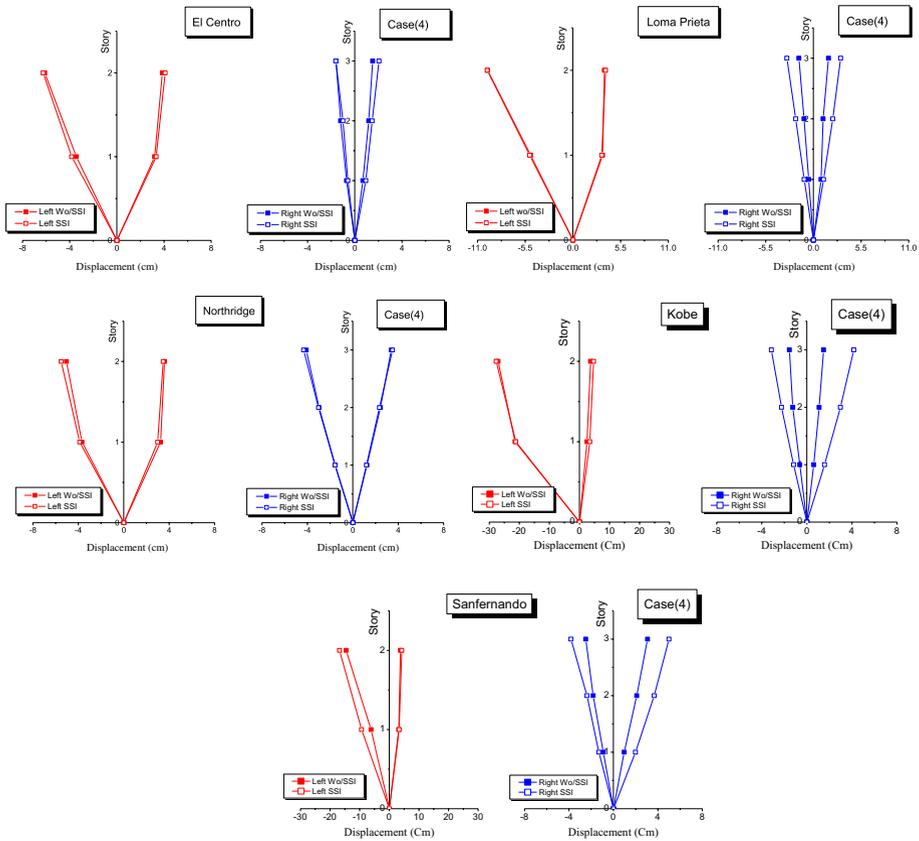 El Centro
Story
2
1
0
Left Wo/SSI
Left SSI
-8 -4 0 4 8
Displacement (cm)
Case(4)
Story
3
2
1
0
Right Wo/SSI
Right SSI
-8 -4 0 4 8
Displacement (cm)
Loma Prieta
Story
2
1
0
Left wo/SSI
Left SSI
-11.0 -5.5 0.0 5.5 11.0
Displacement (cm)
Case(4)
Story
3
2
1
0
Right Wo/SSI
Right SSI
-11.0 -5.5 0.0 5.5 11.0
Displacement (cm)
Northridge
Story
2
1
0
Left Wo/SSI
Left SSI
-8 -4 0 4 8
Displacement (cm)
Case(4)
Story
3
2
1
0
Right Wo/SSI
Right SSI
-8 -4 0 4 8
Displacement (cm)
Kobe
Story
2
1
0
Left Wo/SSI
Left SSI
-30 -20 -10 0 10 20 30
Displacement (Cm)
Case(4)
Story
3
2
1
0
Right Wo/SSI
Right SSI
-8 -4 0 4 8
Displacement (Cm)
Sanfernando
Story
2
1
0
Left Wo/SSI
Left SSI
-30 -20 -10 0 10 20 30
Displacement (Cm)
Case(4)
Story
3
2
1
0
Right Wo/SSI
Right SSI
-8 -4 0 4 8
Displacement (Cm)